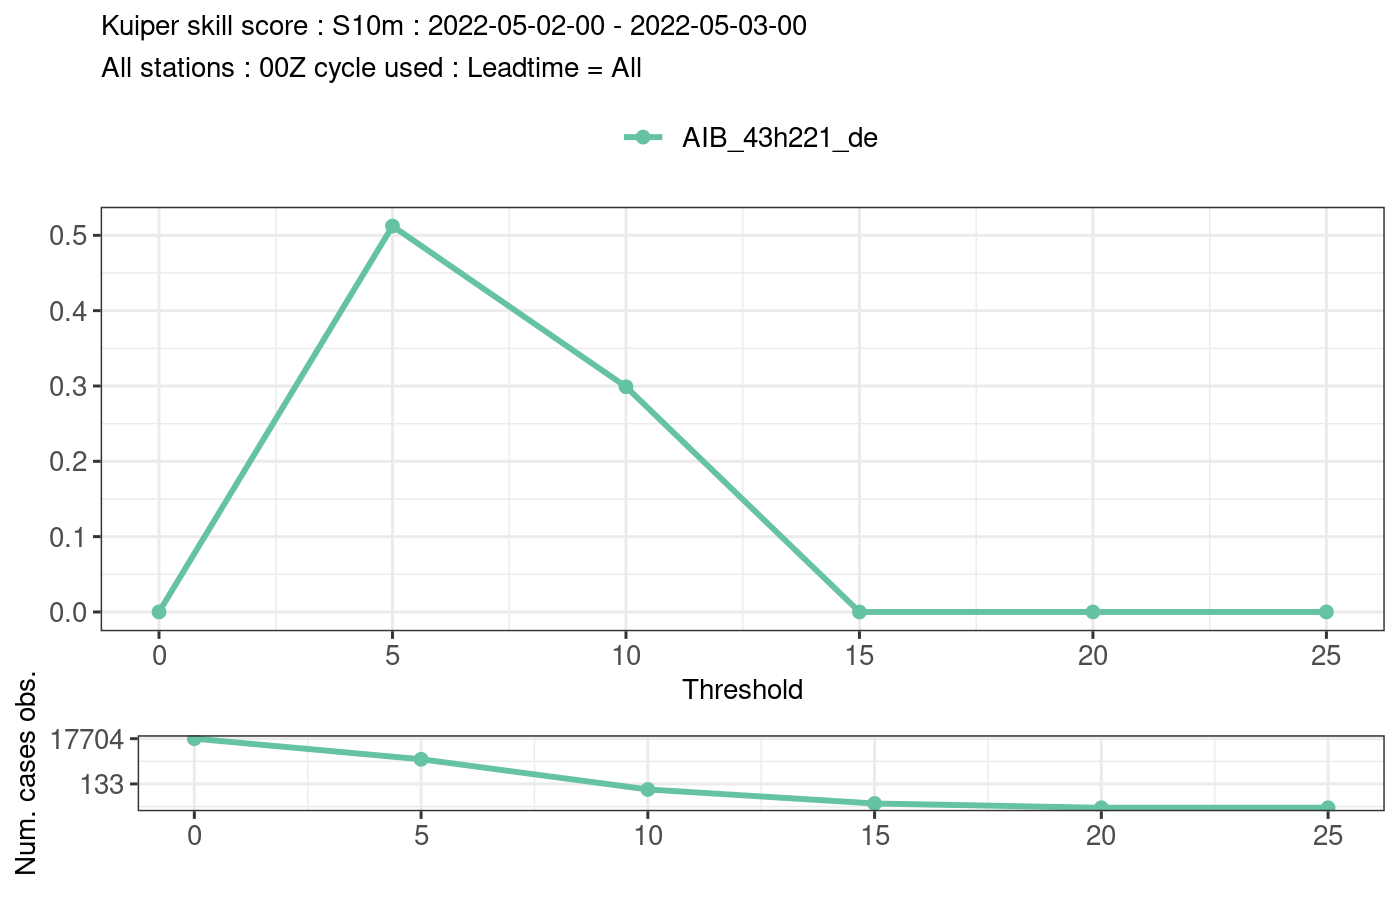 Kuiper skill score : S10m : 2022-05-02-00 - 2022-05-03-00
All stations : 00Z cycle used : Leadtime = All
AIB_43h221_de
0.5
0.4
0.3
0.2
0.1
0.0
0 5 10 15 20 25
Threshold
Num. cases obs.
17704
133
0 5 10 15 20 25